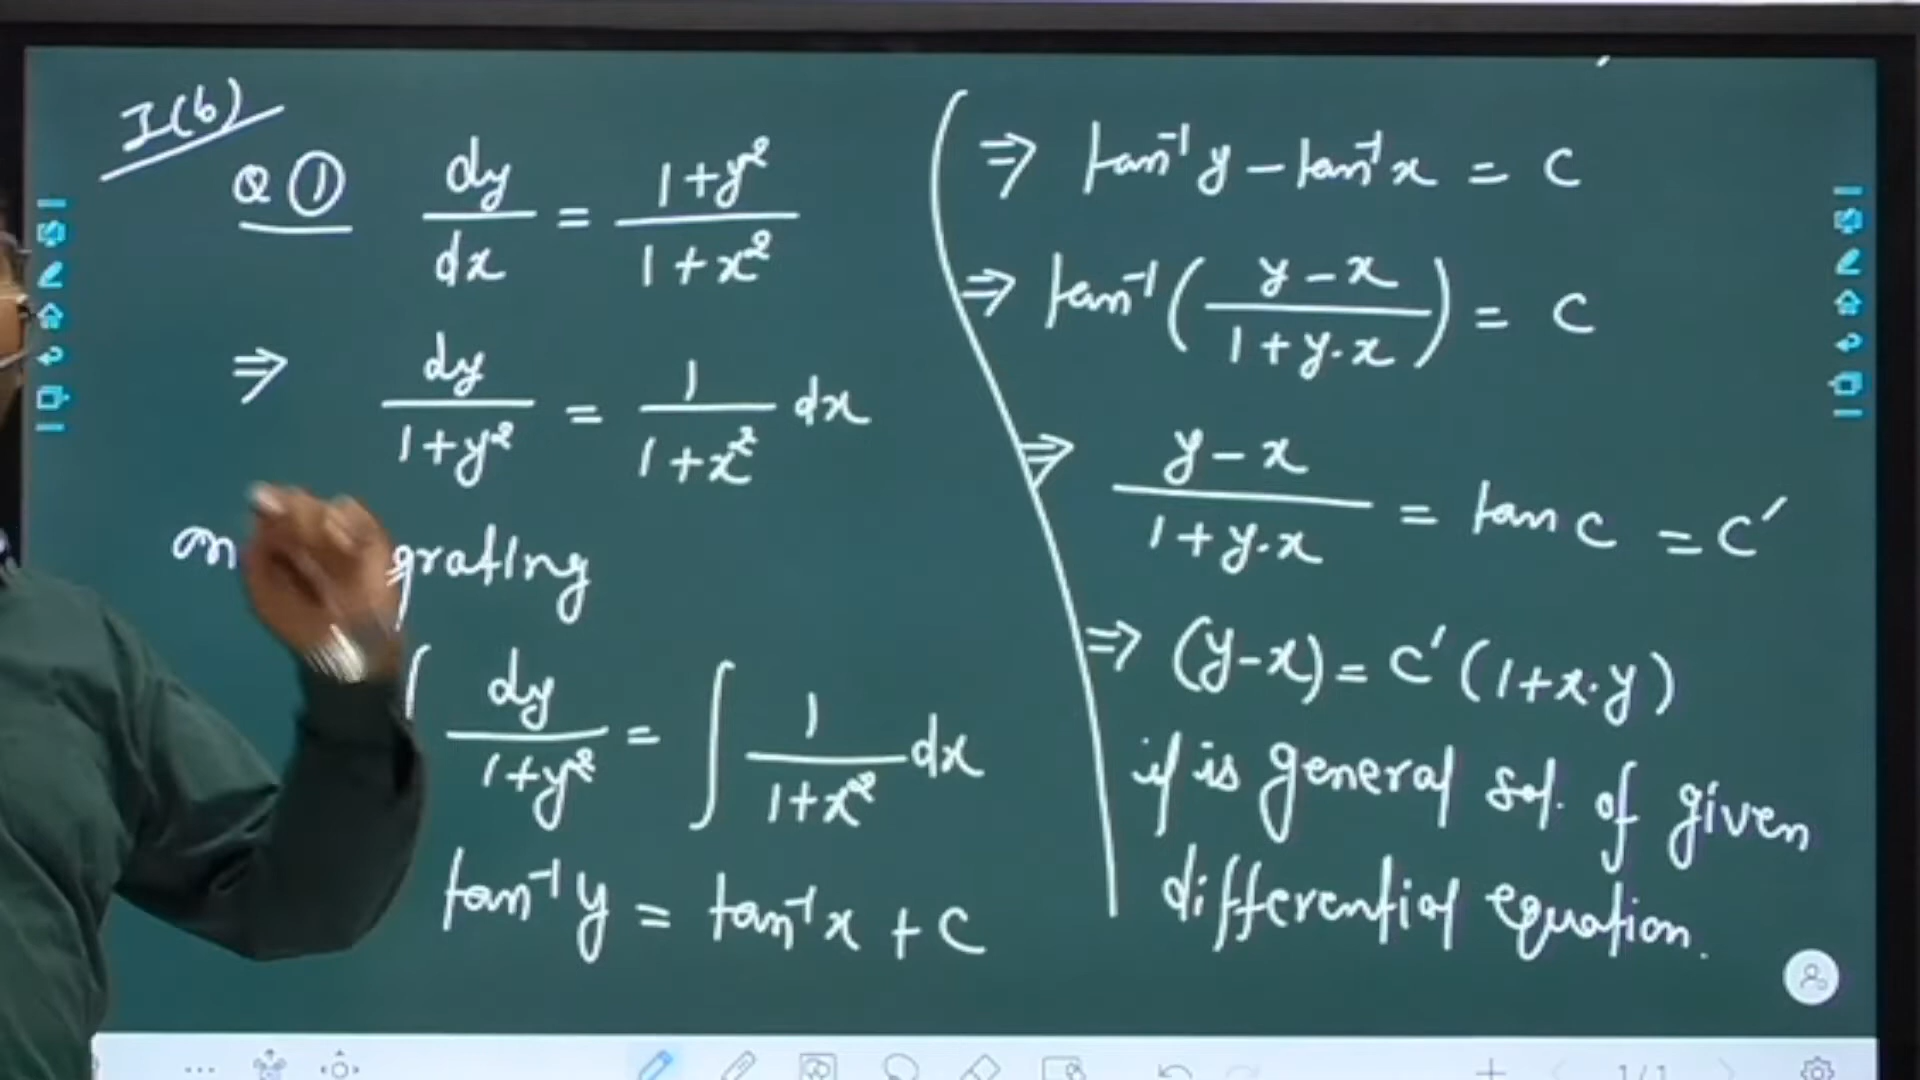 I(b)
Q ① dy/dx = 1+y²/1+x²
⇒ dy/1+y² = 1/1+x² dx
∫ dy/1+y² = ∫ 1/1+x² dx
tan⁻¹y = tan⁻¹x + C
⇒ tan⁻¹y − tan⁻¹x = C
⇒ tan⁻¹(y−x/1+y.x) = C
⇒ y−x/1+y.x = tan C = C′
⇒ (y−x) = C′(1+x.y)
it is general sol. of given
differential equation.
1/1